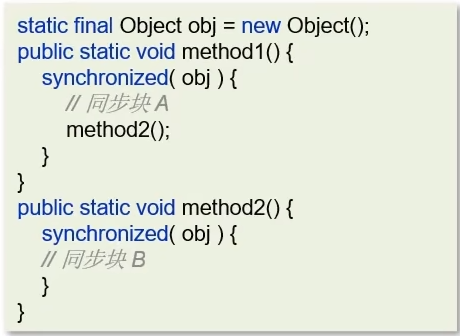 static final Object obj = new Object();
public static void method1() {
synchronized( obj ) {
// 同步块 A
method2();
}
}
public static void method2() {
synchronized( obj ) {
// 同步块 B
}
}